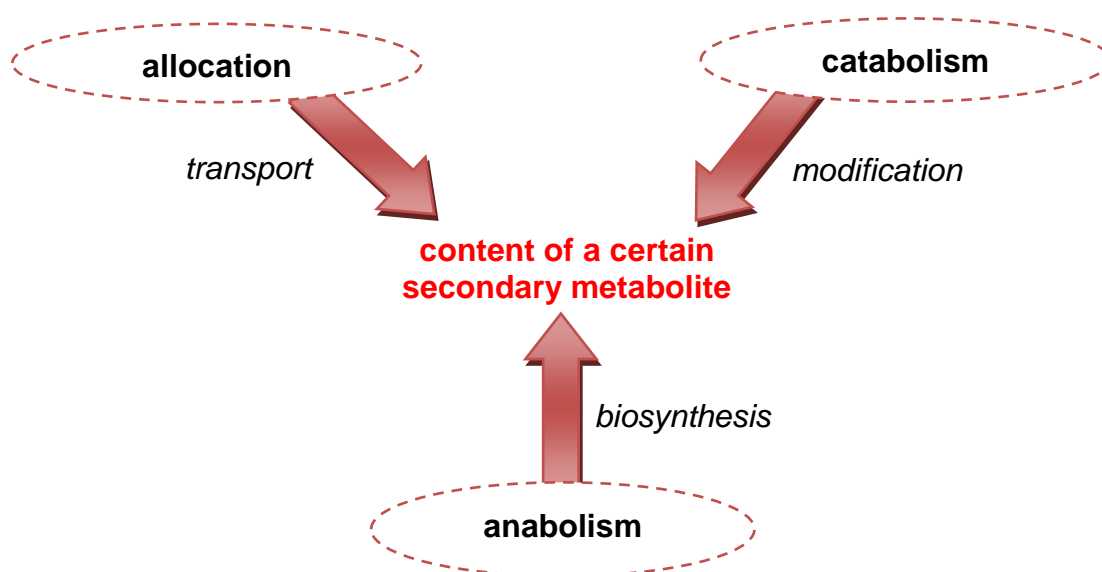 allocation
catabolism
transport
modification
content of a certain
secondary metabolite
biosynthesis
anabolism